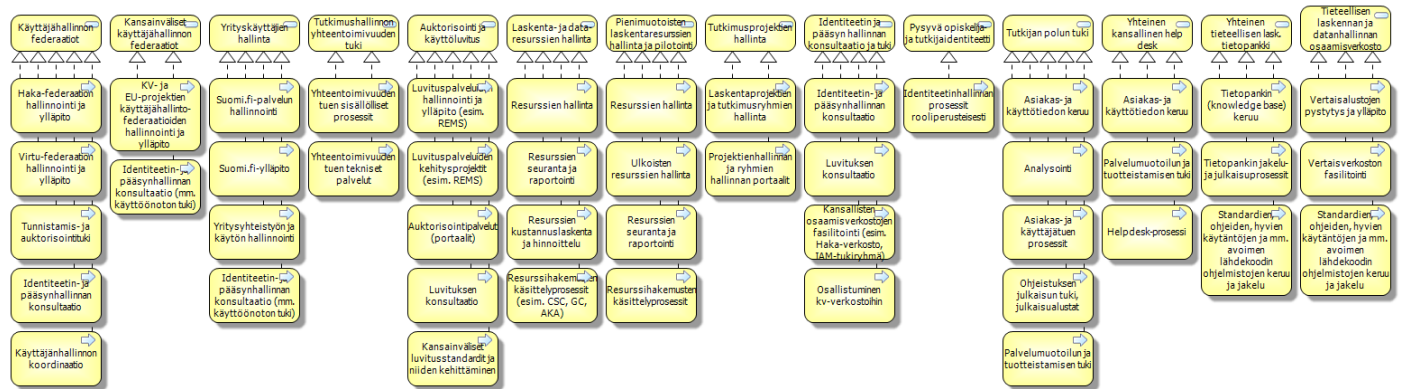 Käyttäjähallinnon
federaatiot
Haka-federaation
hallinnointi ja
ylläpito
Virtu-federaation
hallinnointi ja
ylläpito
Tunnistamis- ja
auktorisointituki
Identiteetin- ja
pääsynhallinnan
konsultaatio
Käyttäjänhallinnon
koordinaatio
Kansainväliset
käyttäjähallinnon
federaatiot
KV- ja
EU-projektien
käyttäjähallinto-
federaatioiden
hallinnointi ja
ylläpito
Identiteetin- ja
pääsynhallinnan
konsultaatio (mm.
käyttöönoton tuki)
Yrityskäyttäjien
hallinta
Suomi.fi-palvelun
hallinnointi
Suomi.fi-ylläpito
Yritysyhteistyön ja
käytön hallinnointi
Identiteetin- ja
pääsynhallinnan
konsultaatio (mm.
käyttöönoton tuki)
Tutkimushallinnon
yhteentoimivuuden
tuki
Yhteentoimivuuden
tuen sisällölliset
prosessit
Yhteentoimivuuden
tuen tekniset
palvelut
Auktorisointi ja
käyttöluvitus
Luvituspalveluiden
hallinnointi ja
ylläpito (esim.
REMS)
Luvituspalveluiden
kehitysprojektit
(esim. REMS)
Auktorisointipalvelut
(portaalit)
Luvituksen
konsultaatio
Kansainväliset
luvitusstandardit ja
niiden kehittäminen
Laskenta- ja data-
resurssien hallinta
Resurssien hallinta
Resurssien
seuranta ja
raportointi
Resurssien
kustannuslaskenta
ja hinnoittelu
Resurssihakemusten
käsittelyprosessit
(esim. CSC, GC,
AKA)
Pienimuotoisten
laskentaresurssien
hallinta ja pilotointi
Resurssien hallinta
Ulkoisten
resurssien hallinta
Resurssien
seuranta ja
raportointi
Resurssihakemusten
käsittelyprosessit
Tutkimusprojektien
hallinta
Laskentaprojektien
ja tutkimusryhmien
hallinta
Projektienhallinnan
ja ryhmien
hallinnan portaalit
Identiteetin ja
pääsyn hallinnan
konsultaatio ja tuki
Identiteetin- ja
pääsynhallinnan
konsultaatio
Luvituksen
konsultaatio
Kansallisten
osaamisverkostojen
fasilitointi (esim.
Haka-verkosto,
IAM-tukiryhmä)
Osallistuminen
kv-verkostoihin
Pysyvä opiskelija-
ja tutkijaidentiteetti
Identiteetinhallinnan
prosessit
rooliperusteisesti
Tutkijan polun tuki
Asiakas- ja
käyttötiedon keruu
Analysointi
Asiakas- ja
käyttäjätuen
prosessit
Ohjeistuksen
julkaisun tuki,
julkaisualustat
Palvelumuotoilun ja
tuotteistamisen tuki
Yhteinen
kansallinen help
desk
Asiakas- ja
käyttötiedon keruu
Palvelumuotoilun ja
tuotteistamisen tuki
Helpdesk-prosessi
Yhteinen
tieteellisen lask.
tietopankki
Tietopankin
(knowledge base)
keruu
Tietopankin jakelu-
ja julkaisuprosessit
Standardien,
ohjeiden, hyvien
käytäntöjen ja mm.
avoimen
lähdekoodin
ohjelmistojen keruu
ja jakelu
Tieteellisen
laskennan ja
datanhallinnan
osaamisverkosto
Vertaisalustojen
pystytys ja ylläpito
Vertaisverkoston
fasilitointi
Standardien,
ohjeiden, hyvien
käytäntöjen ja mm.
avoimen
lähdekoodin
ohjelmistojen keruu
ja jakelu